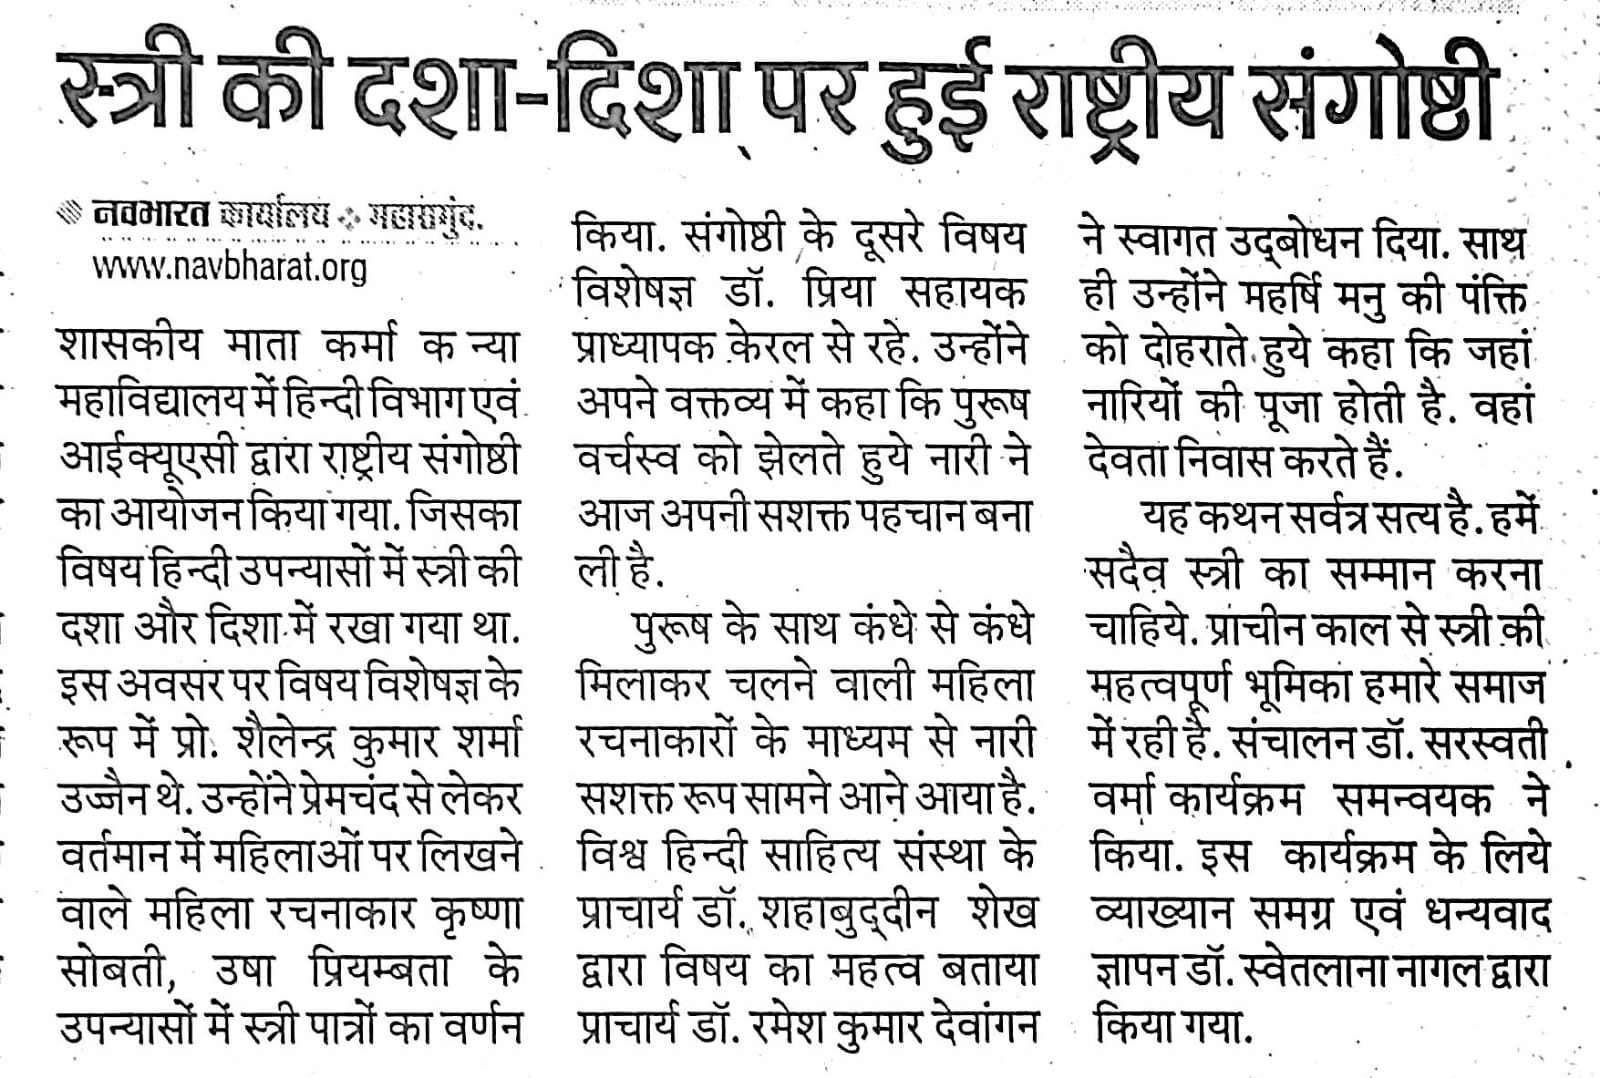 स्त्री की दशा-दिशा पर हुई राष्ट्रीय संगोष्ठी
नवभारत कार्यालय
www.navbharat.org
शासकीय माता कर्मा क न्या
महाविद्यालय में हिन्दी विभाग एवं
आईक्यूएसी द्वारा राष्ट्रीय संगोष्ठी
का आयोजन किया गया. जिसका
विषय हिन्दी उपन्यासों में स्त्री की
दशा और दिशा में रखा गया था.
इस अवसर पर विषय विशेषज्ञ के
रूप में प्रो. शैलेन्द्र कुमार शर्मा
उज्जैन थे. उन्होंने प्रेमचंद से लेकर
वर्तमान में महिलाओं पर लिखने
वाले महिला रचनाकार कृष्णा
सोबती, उषा प्रियम्बता के
उपन्यासों में स्त्री पात्रों का वर्णन
किया. संगोष्ठी के दूसरे विषय
विशेषज्ञ डॉ. प्रिया सहायक
प्राध्यापक केरल से रहे. उन्होंने
अपने वक्तव्य में कहा कि पुरूष
वर्चस्व को झेलते हुये नारी ने
आज अपनी सशक्त पहचान बना
ली है.
पुरूष के साथ कंधे से कंधे
मिलाकर चलने वाली महिला
रचनाकारों के माध्यम से नारी
सशक्त रूप सामने आने आया है.
विश्व हिन्दी साहित्य संस्था के
प्राचार्य डॉ. शहाबुद्दीन शेख
द्वारा विषय का महत्व बताया
प्राचार्य डॉ. रमेश कुमार देवांगन
ने स्वागत उद्बोधन दिया. साथ
ही उन्होंने महर्षि मनु की पंक्ति
को दोहराते हुये कहा कि जहां
नारियों की पूजा होती है. वहां
देवता निवास करते हैं.
यह कथन सर्वत्र सत्य है. हमें
सदैव स्त्री का सम्मान करना
चाहिये. प्राचीन काल से स्त्री की
महत्वपूर्ण भूमिका हमारे समाज
में रही है. संचालन डॉ. सरस्वती
वर्मा कार्यक्रम समन्वयक ने
किया. इस कार्यक्रम के लिये
व्याख्यान समग्र एवं धन्यवाद
ज्ञापन डॉ. स्वेतलाना नागल द्वारा
किया गया.